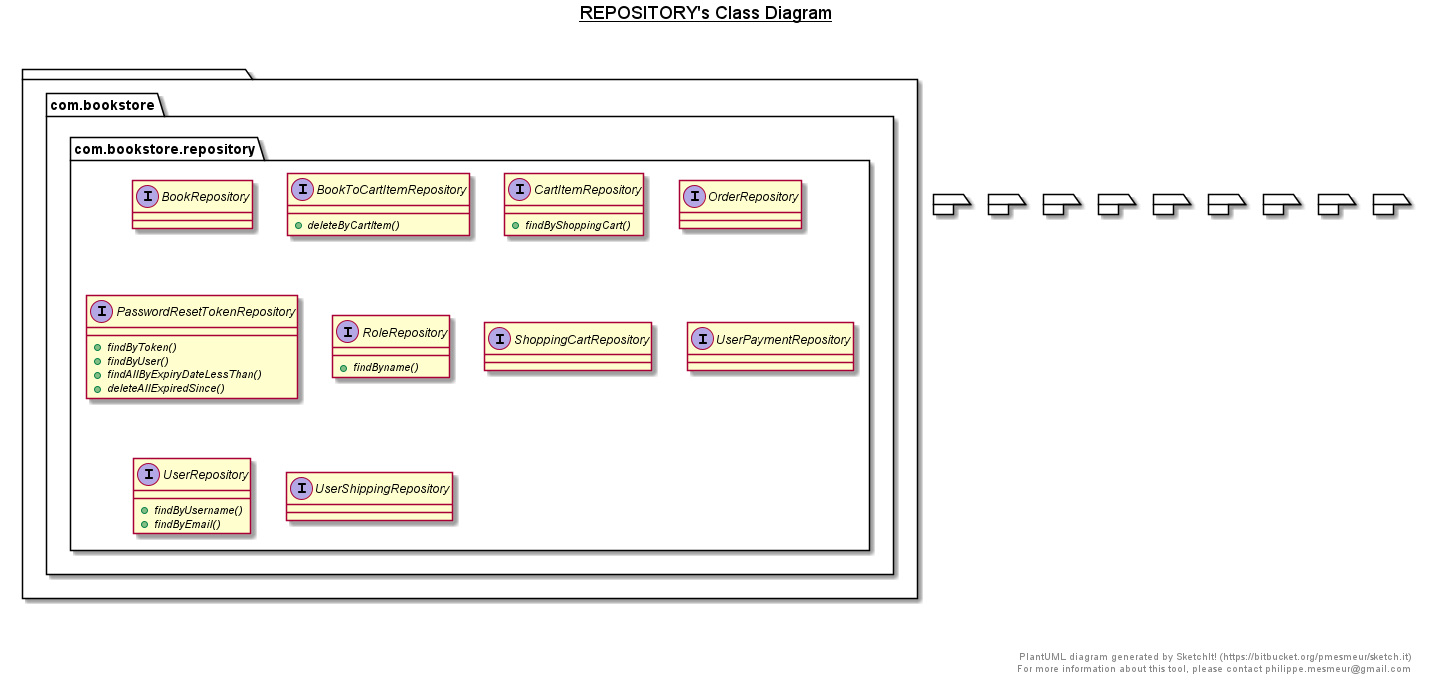 REPOSITORY's Class Diagram
com.bookstore
com.bookstore.repository
I BookRepository
I BookToCartItemRepository
deleteByCartItem()
I CartItemRepository
findByShoppingCart()
I OrderRepository
I PasswordResetTokenRepository
findByToken()
findByUser()
findAllByExpiryDateLessThan()
deleteAllExpiredSince()
I RoleRepository
findByname()
I ShoppingCartRepository
I UserPaymentRepository
I UserRepository
findByUsername()
findByEmail()
I UserShippingRepository
PlantUML diagram generated by SketchIt! (https://bitbucket.org/pmesmeur/sketch.it)
For more information about this tool, please contact philippe.mesmeur@gmail.com